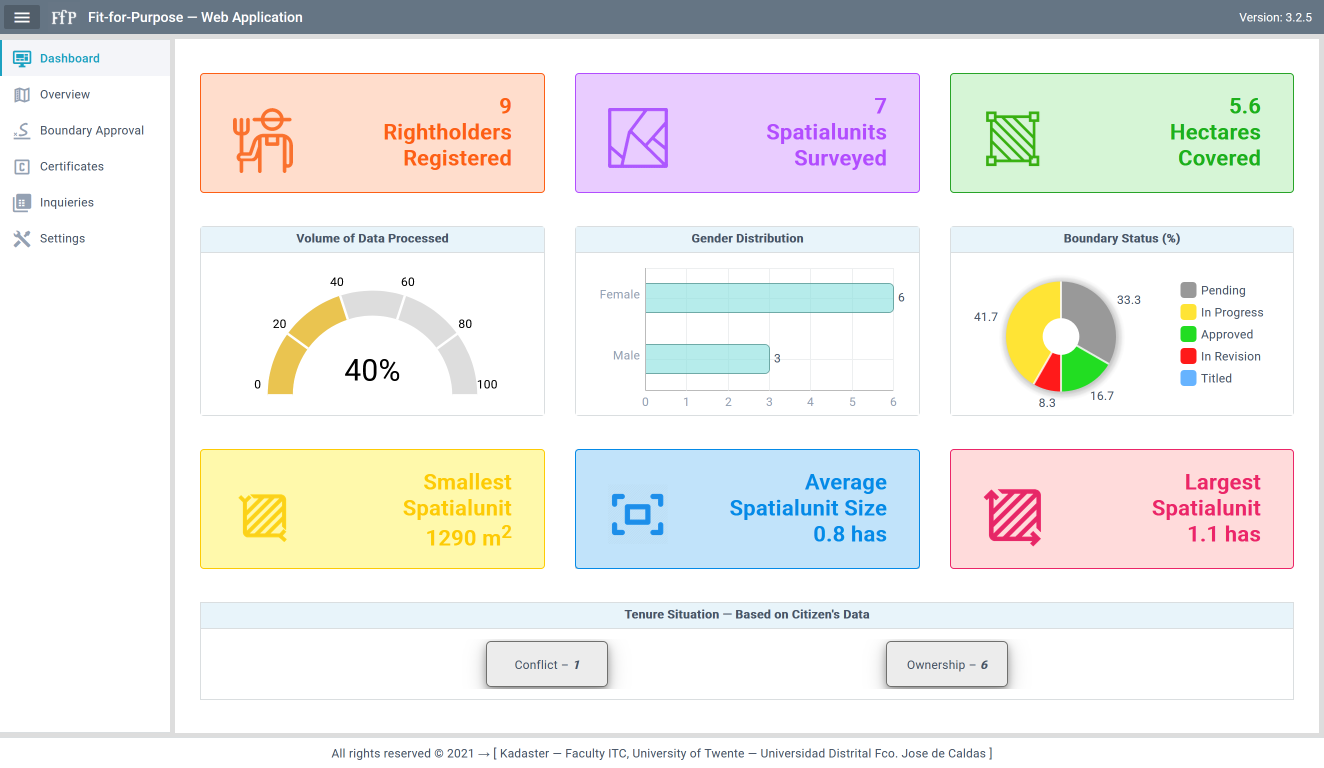 FfP Fit-for-Purpose — Web Application
Version: 3.2.5
Dashboard
Overview
Boundary Approval
Certificates
Inquieries
Settings
9
Rightholders
Registered
7
Spatialunits
Surveyed
5.6
Hectares
Covered
Volume of Data Processed
40 60
20 80
40%
0 100
Gender Distribution
Female 6
Male 3
0 1 2 3 4 5 6
Boundary Status (%)
33.3
41.7
8.3
16.7
Pending
In Progress
Approved
In Revision
Titled
Smallest
Spatialunit
1290 m²
Average
Spatialunit Size
0.8 has
Largest
Spatialunit
1.1 has
Tenure Situation — Based on Citizen's Data
Conflict – 1
Ownership – 6
All rights reserved © 2021 → [ Kadaster — Faculty ITC, University of Twente — Universidad Distrital Fco. Jose de Caldas ]